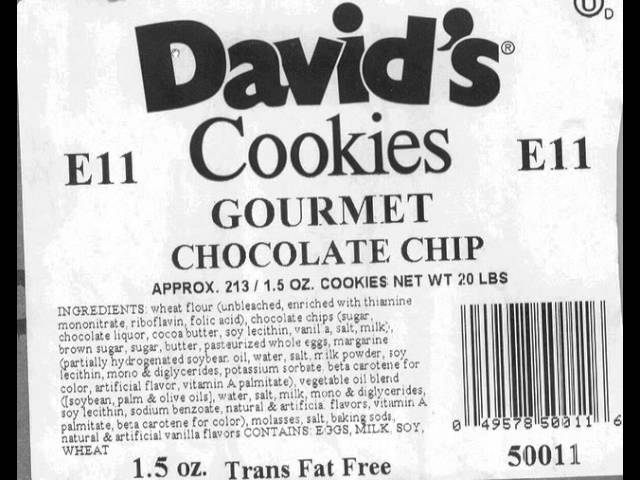 U D
David's®
Cookies
E11 E11
GOURMET
CHOCOLATE CHIP
APPROX. 213 / 1.5 OZ. COOKIES NET WT 20 LBS
INGREDIENTS: wheat flour (unbleached, enriched with thiamine
mononitrate, riboflavin, folic acid), chocolate chips (sugar,
chocolate liquor, cocoa butter, soy lecithin, vanilla, salt, milk),
brown sugar, sugar, butter, pasteurized whole eggs, margarine
(partially hydrogenated soybean oil, water, salt, milk powder, soy
lecithin, mono & diglycerides, potassium sorbate, beta carotene for
color, artificial flavor, vitamin A palmitate), vegetable oil blend
([soybean, palm & olive oils], water, salt, milk, mono & diglycerides,
soy lecithin, sodium benzoate, natural & artificial flavors, vitamin A
palmitate, beta carotene for color), molasses, salt, baking soda,
natural & artificial vanilla flavors CONTAINS: EGGS, MILK, SOY,
WHEAT
0 49578 50011 6
1.5 oz. Trans Fat Free
50011